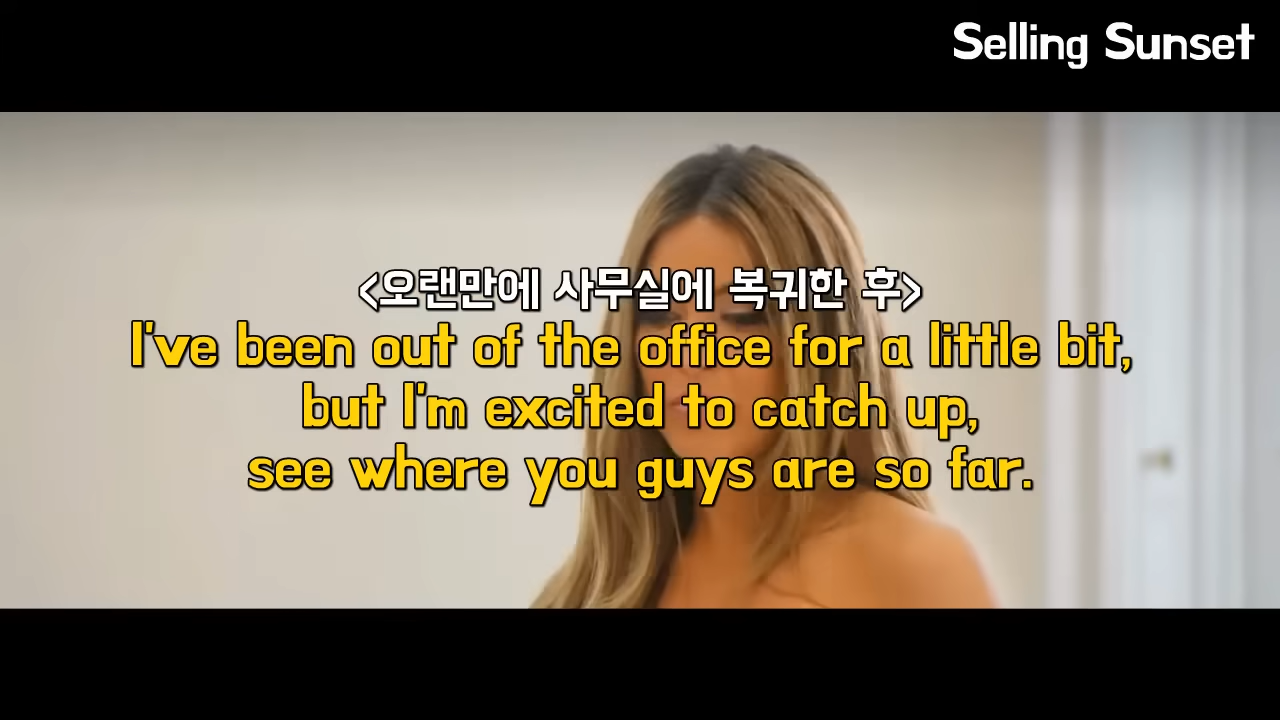 Selling Sunset
<오랜만에 사무실에 복귀한 후>
I've been out of the office for a little bit,
but I'm excited to catch up,
see where you guys are so far.